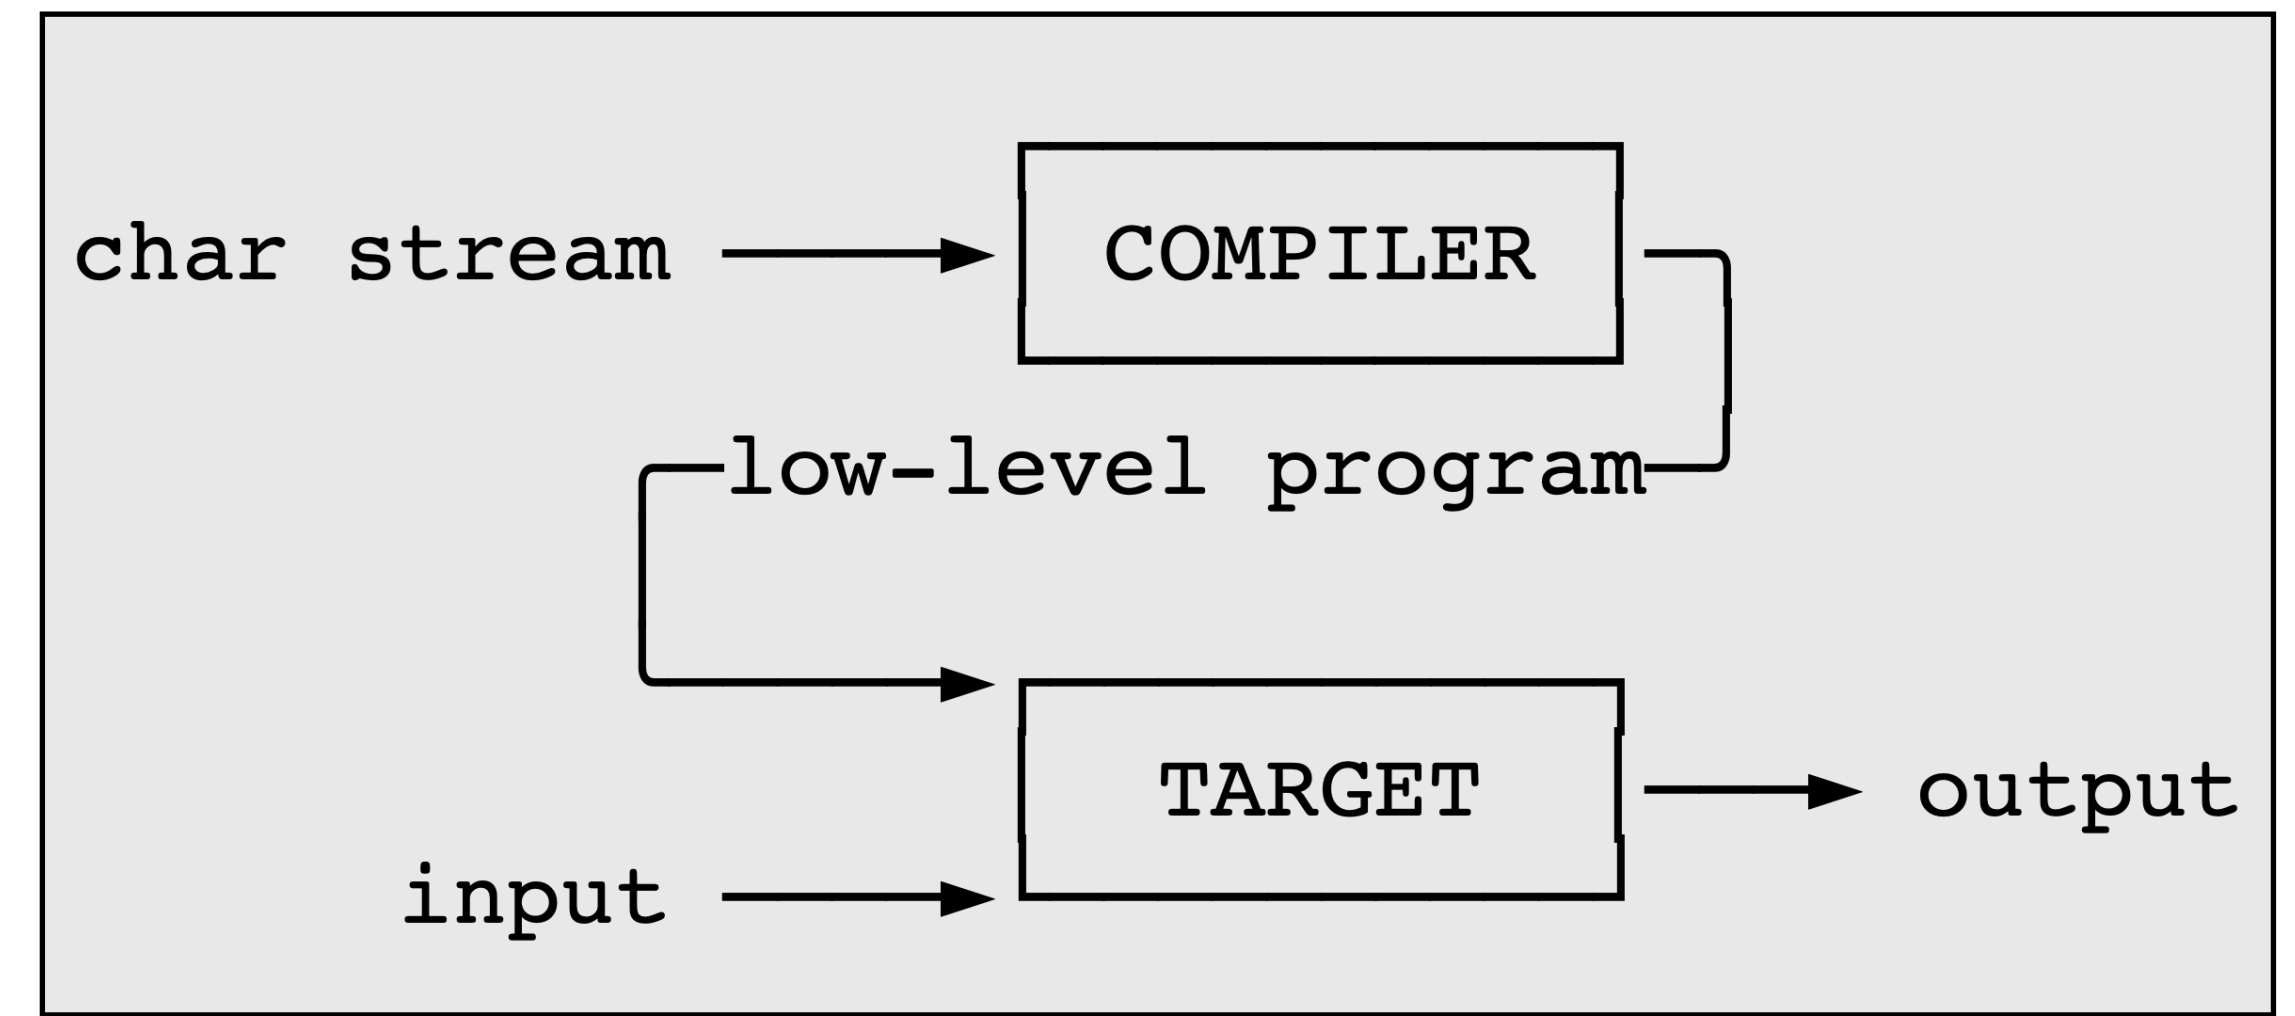 char stream
COMPILER
low-level program
TARGET
output
input